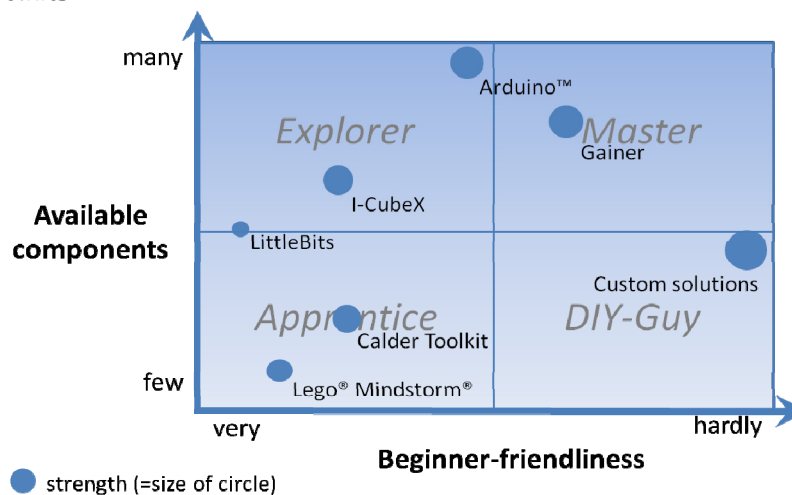 many
Arduino™
Explorer
Master
Gainer
I-CubeX
Available
components
LittleBits
Custom solutions
Apprentice
DIY-Guy
Calder Toolkit
few
Lego® Mindstorm®
very
hardly
Beginner-friendliness
strength (=size of circle)